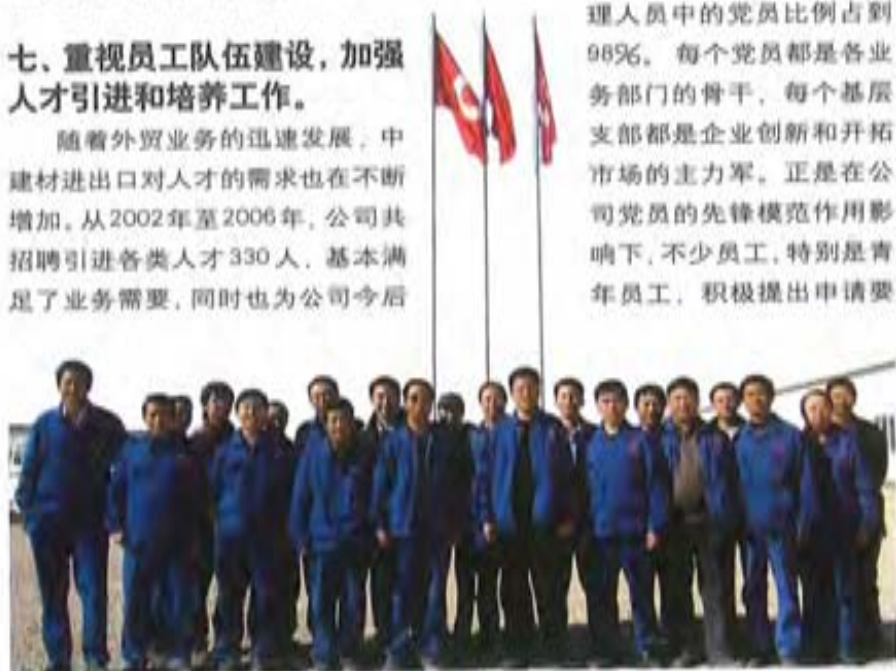 七、重视员工队伍建设，加强
人才引进和培养工作。
随着外贸业务的迅速发展，中
建材进出口对人才的需求也在不断
增加。从2002年至2006年，公司共
招聘引进各类人才330人，基本满
足了业务需要，同时也为公司今后
理人员中的党员比例占到
98%。每个党员都是各业
务部门的骨干，每个基层
支部都是企业创新和开拓
市场的主力军。正是在公
司党员的先锋模范作用影
响下，不少员工，特别是青
年员工，积极提出申请要